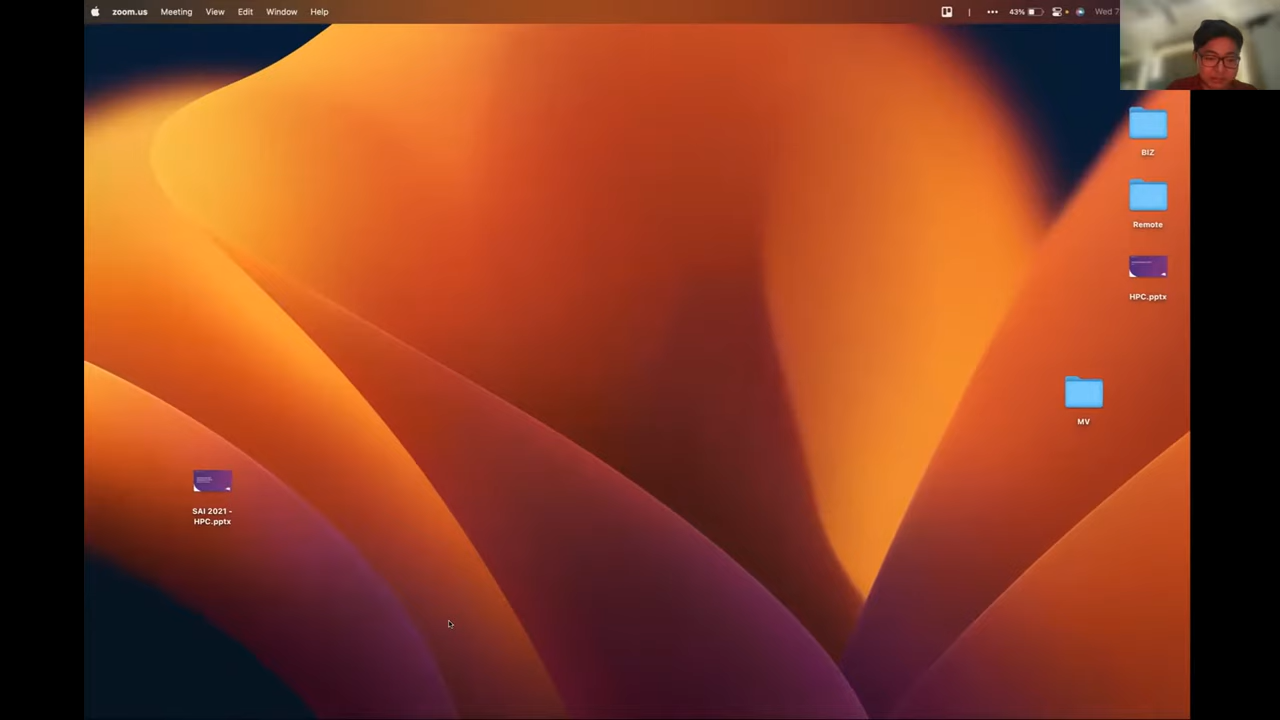 zoom.us Meeting View Edit Window Help 43% Wed 7
BIZ
Remote
HPC.pptx
MV
SAI 2021 -
HPC.pptx